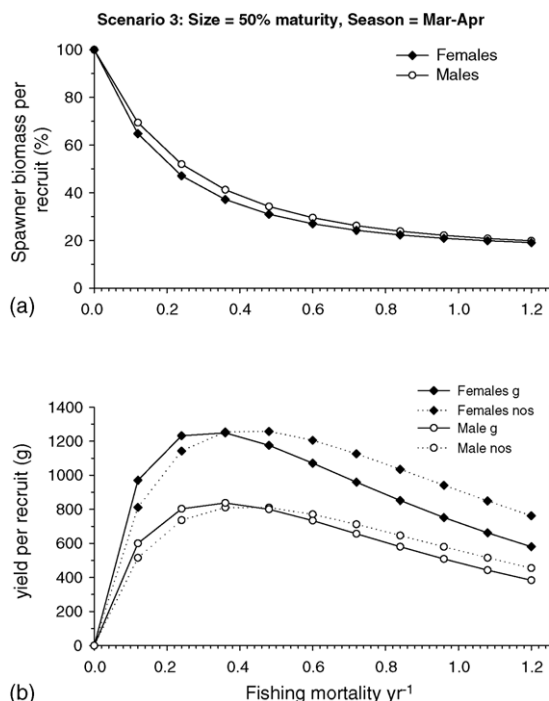 Scenario 3: Size = 50% maturity, Season = Mar-Apr
Females
Males
Spawner biomass per
recruit (%)
100
80
60
40
20
0
0.0 0.2 0.4 0.6 0.8 1.0 1.2
(a)
Females g
Females nos
Male g
Male nos
yield per recruit (g)
1400
1200
1000
800
600
400
200
0
0.0 0.2 0.4 0.6 0.8 1.0 1.2
Fishing mortality yr⁻¹
(b)